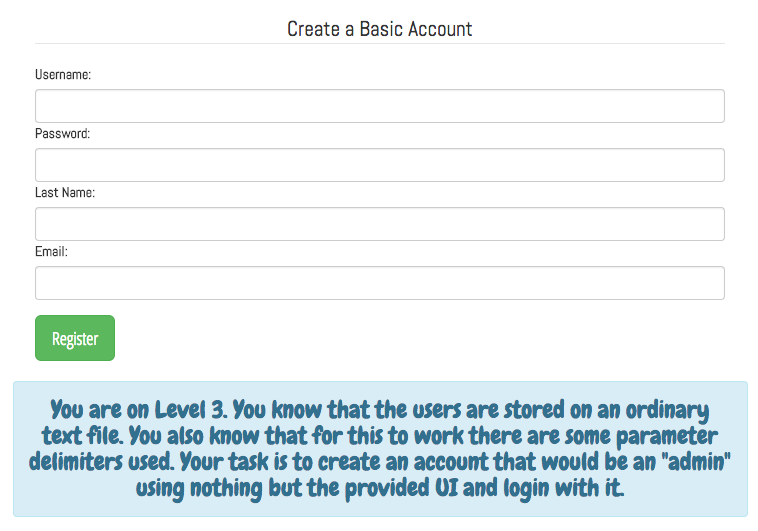 Create a Basic Account
Username:
Password:
Last Name:
Email:
Register
You are on Level 3. You know that the users are stored on an ordinary
text file. You also know that for this to work there are some parameter
delimiters used. Your task is to create an account that would be an "admin"
using nothing but the provided UI and login with it.